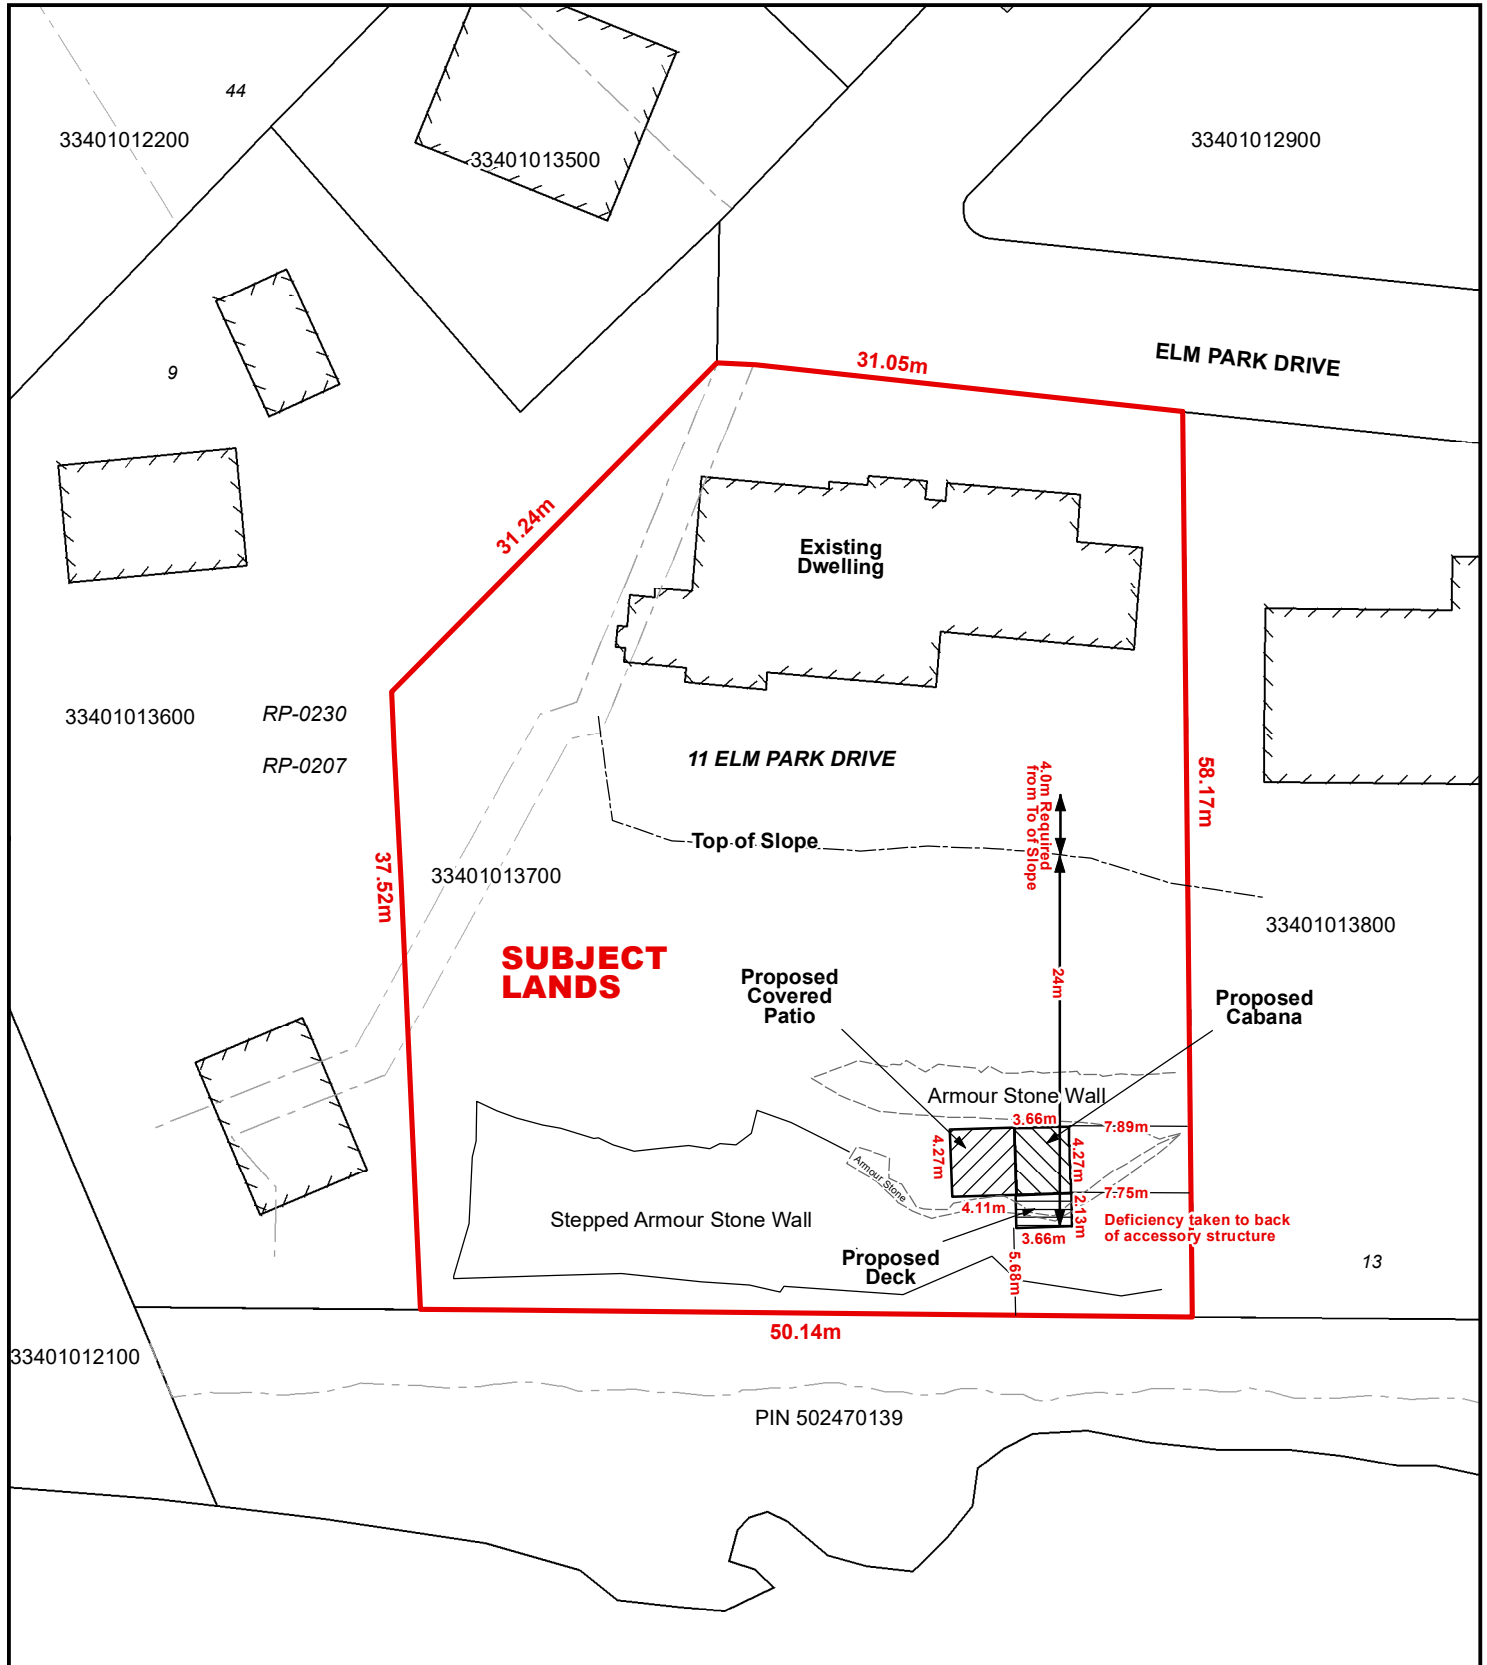 44
33401012200
33401013500
33401012900
9
31.05m
ELM PARK DRIVE
31.24m
Existing
Dwelling
33401013600
RP-0230
RP-0207
11 ELM PARK DRIVE
4.0m Required
from To of Slope
58.17m
Top of Slope
37.52m
33401013700
33401013800
SUBJECT
LANDS
24m
Proposed
Covered
Patio
Proposed
Cabana
Armour Stone Wall
3.66m
7.89m
4.27m
4.27m
Armour Stone
7.75m
4.11m
2.13m
Stepped Armour Stone Wall
Deficiency taken to back
of accessory structure
3.66m
Proposed
Deck
5.68m
13
50.14m
33401012100
PIN 502470139